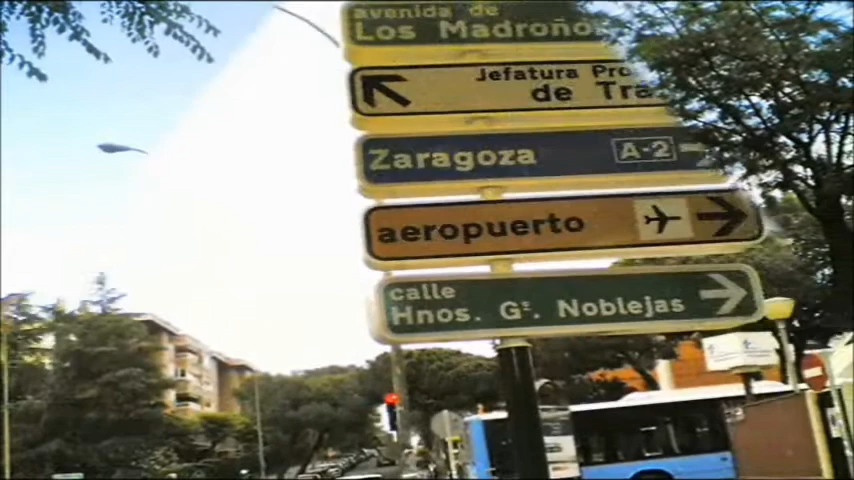 avenida de
Los Madroños
Jefatura
de
Zaragoza A-2
aeropuerto
calle
Hnos. Gª. Noblejas